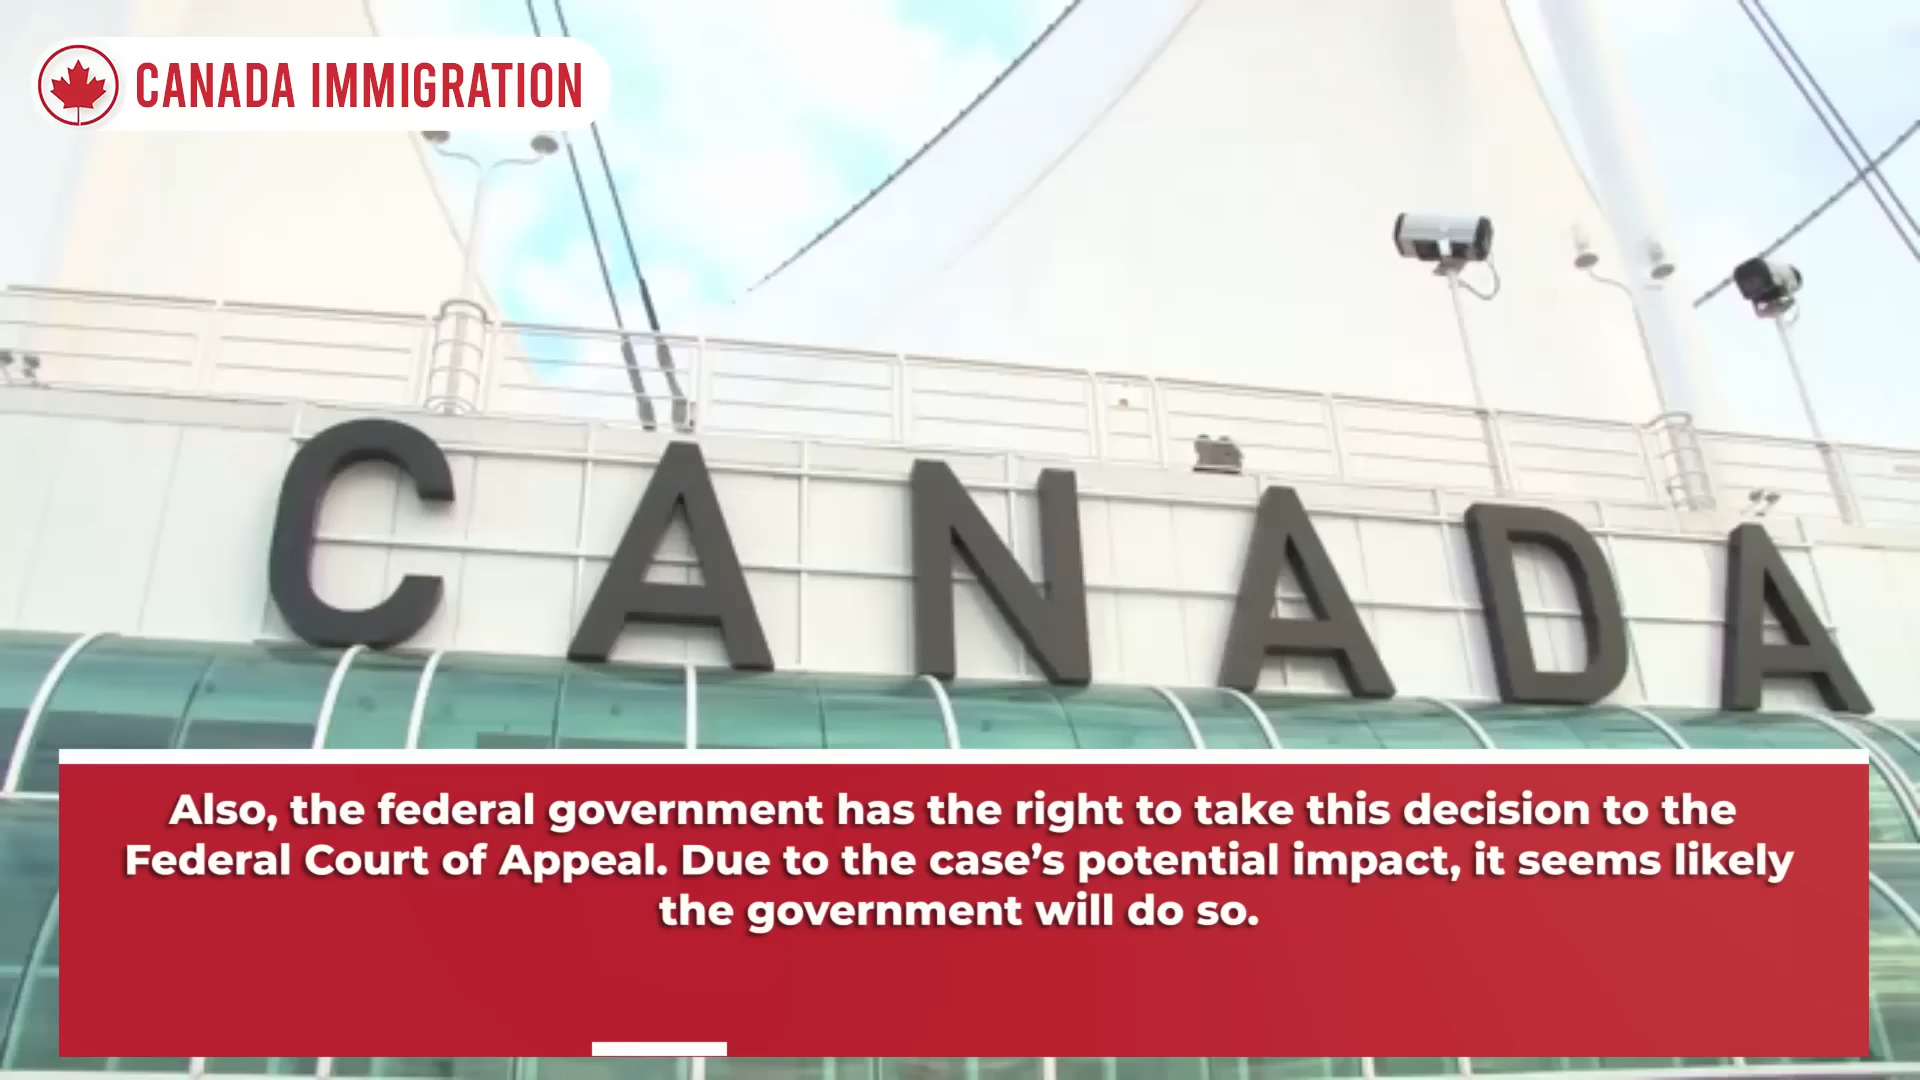 CANADA IMMIGRATION
CANADA
Also, the federal government has the right to take this decision to the
Federal Court of Appeal. Due to the case’s potential impact, it seems likely
the government will do so.